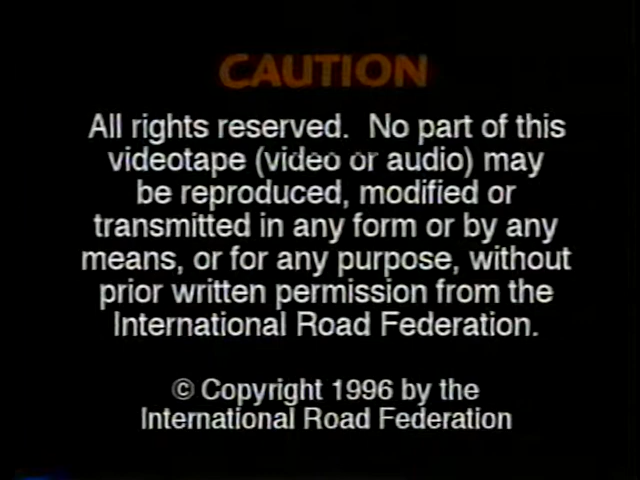 CAUTION
All rights reserved. No part of this
videotape (video or audio) may
be reproduced, modified or
transmitted in any form or by any
means, or for any purpose, without
prior written permission from the
International Road Federation.
© Copyright 1996 by the
International Road Federation